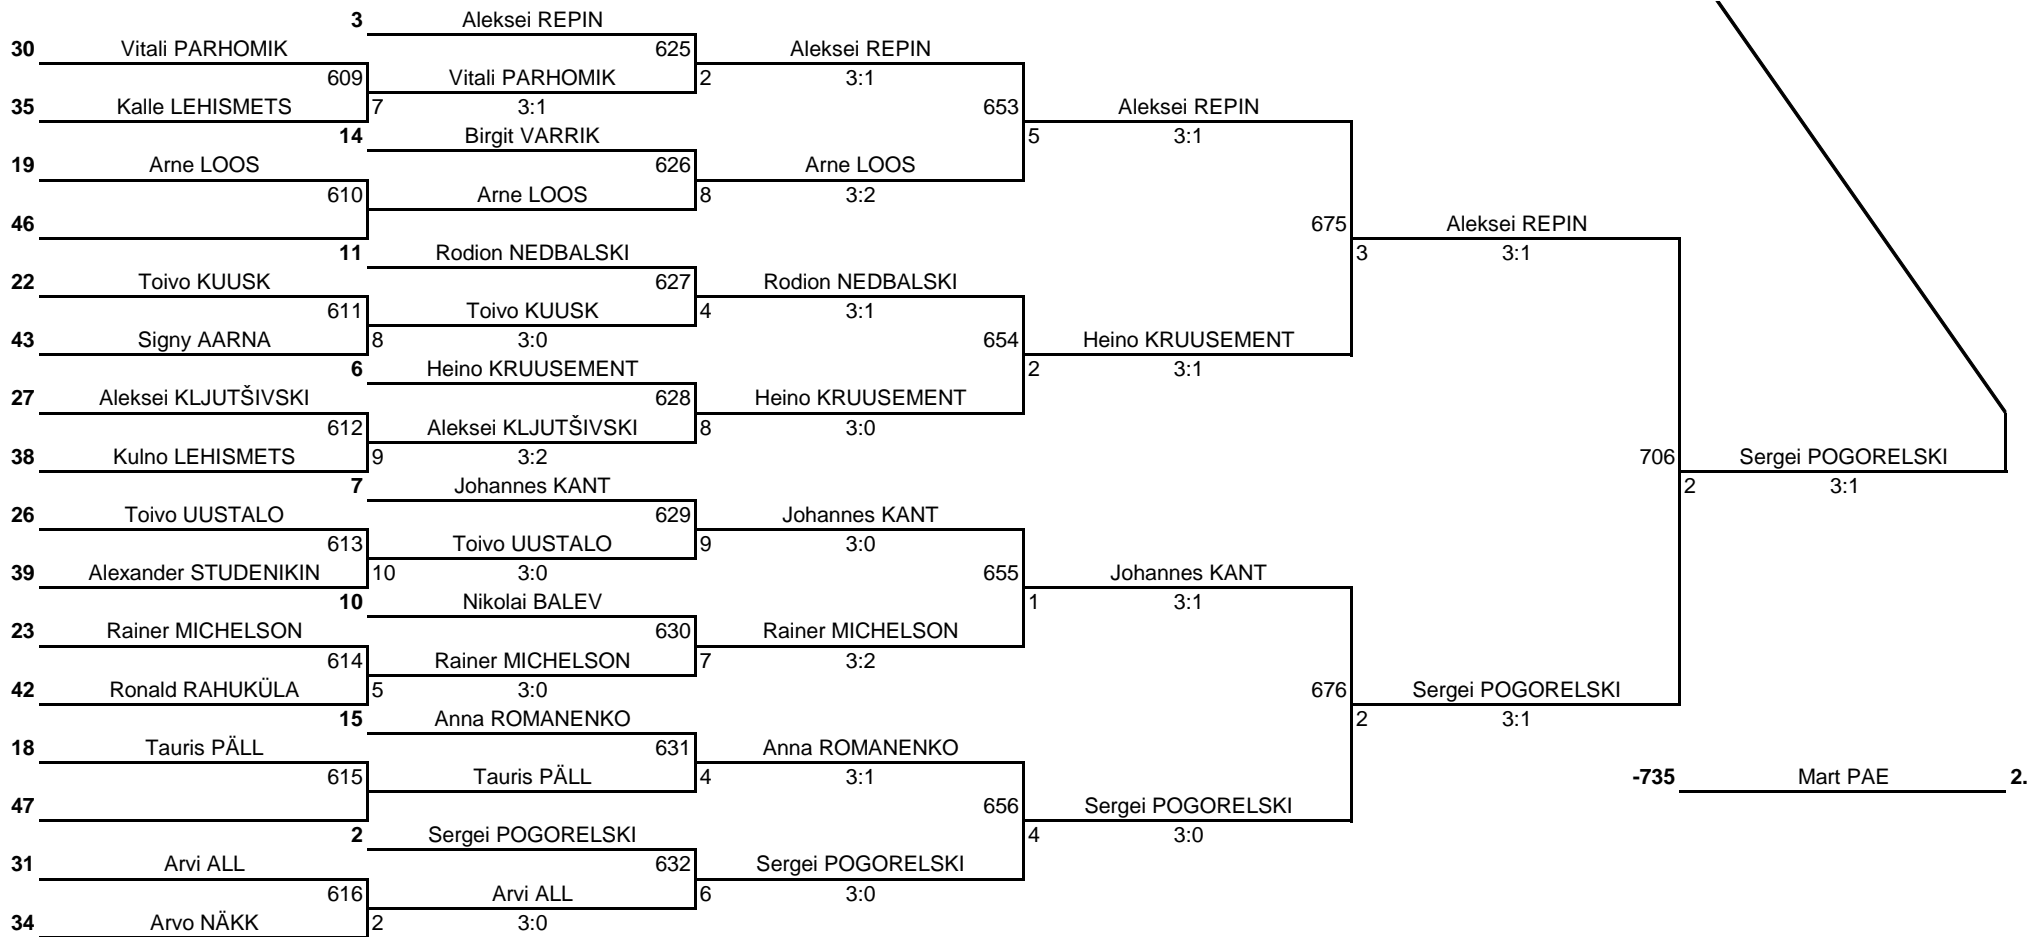 3 Aleksei REPIN
30 Vitali PARHOMIK 625 Aleksei REPIN
609 Vitali PARHOMIK 2 3:1
35 Kalle LEHISMETS 7 3:1 653 Aleksei REPIN
14 Birgit VARRIK 5 3:1
19 Arne LOOS 626 Arne LOOS
610 Arne LOOS 8 3:2
46 675 Aleksei REPIN
11 Rodion NEDBALSKI 3 3:1
22 Toivo KUUSK 627 Rodion NEDBALSKI
611 Toivo KUUSK 4 3:1
43 Signy AARNA 8 3:0 654 Heino KRUUSEMENT
6 Heino KRUUSEMENT 2 3:1
27 Aleksei KLJUTŠIVSKI 628 Heino KRUUSEMENT
612 Aleksei KLJUTŠIVSKI 8 3:0
38 Kulno LEHISMETS 9 3:2 706 Sergei POGORELSKI
7 Johannes KANT 2 3:1
26 Toivo UUSTALO 629 Johannes KANT
613 Toivo UUSTALO 9 3:0
39 Alexander STUDENIKIN 10 3:0 655 Johannes KANT
10 Nikolai BALEV 1 3:1
23 Rainer MICHELSON 630 Rainer MICHELSON
614 Rainer MICHELSON 7 3:2
42 Ronald RAHUKÜLA 5 3:0 676 Sergei POGORELSKI
15 Anna ROMANENKO 2 3:1
18 Tauris PÄLL 631 Anna ROMANENKO
615 Tauris PÄLL 4 3:1 -735 Mart PAE 2.
47 656 Sergei POGORELSKI
2 Sergei POGORELSKI 4 3:0
31 Arvi ALL 632 Sergei POGORELSKI
616 Arvi ALL 6 3:0
34 Arvo NÄKK 2 3:0